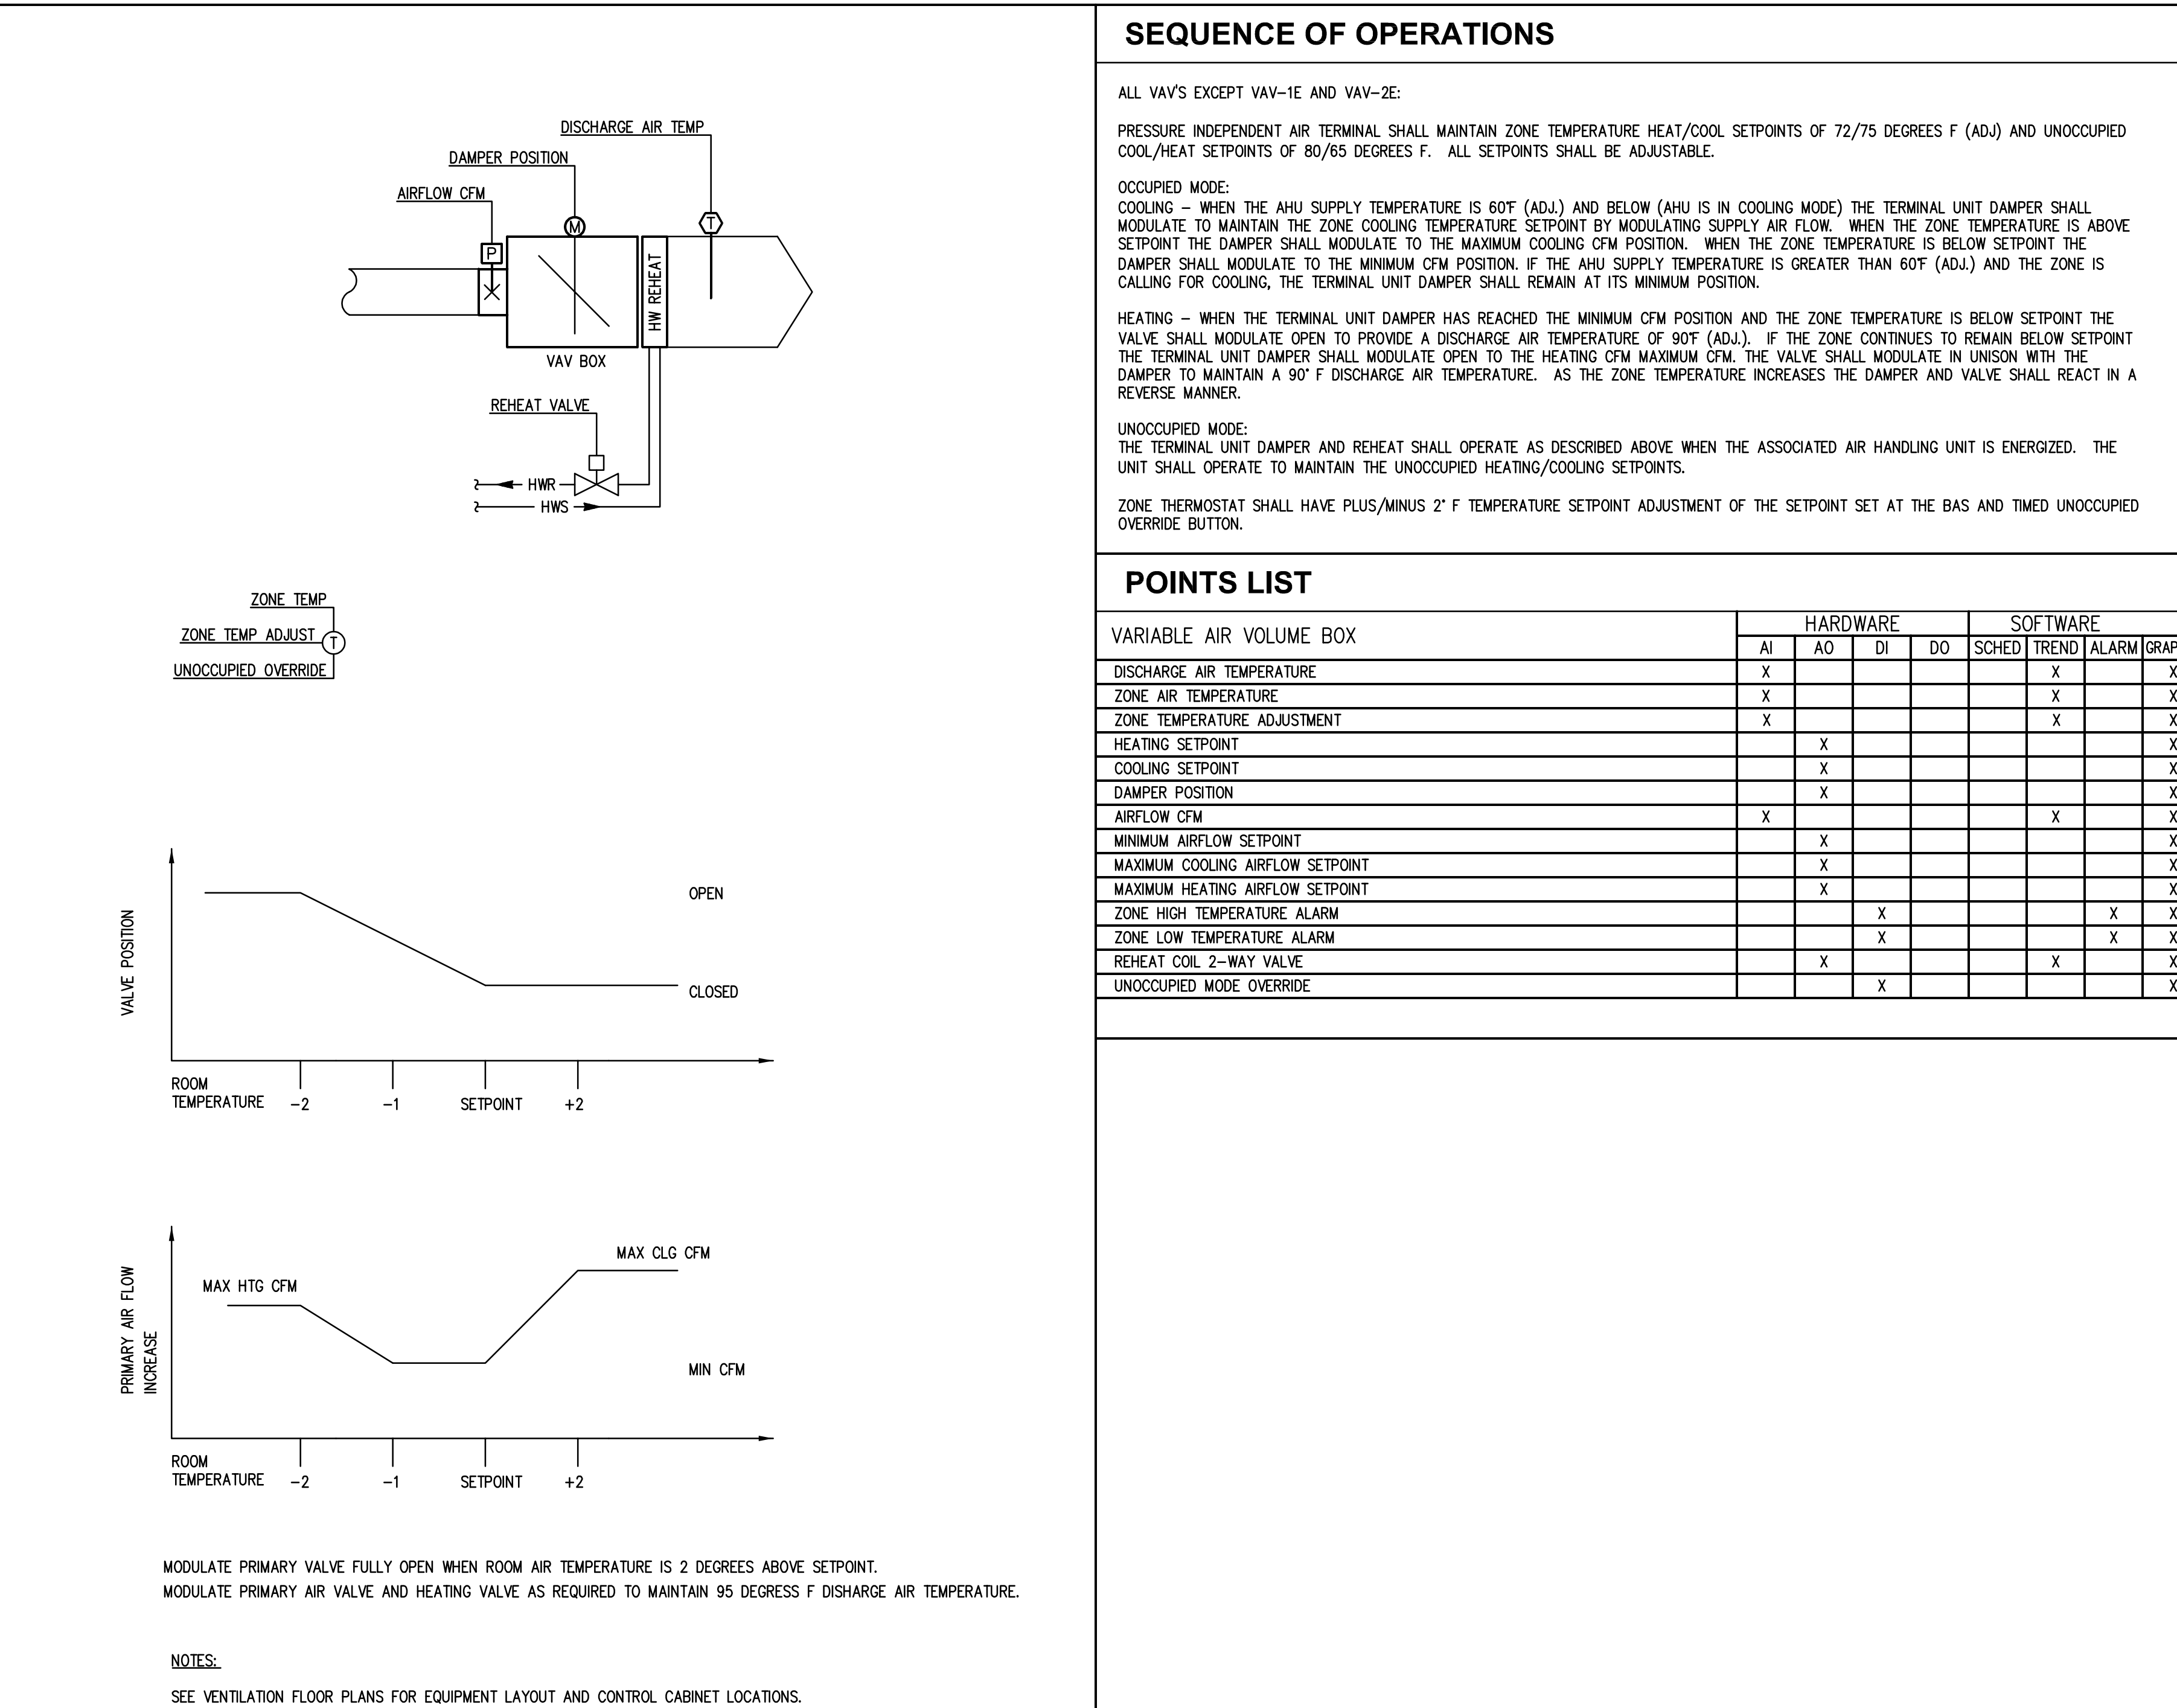 DISCHARGE AIR TEMP
DAMPER POSITION
AIRFLOW CFM
M
T
P
HW REHEAT
VAV BOX
REHEAT VALVE
HWR
HWS
ZONE TEMP
ZONE TEMP ADJUST
T
UNOCCUPIED OVERRIDE
VALVE POSITION
OPEN
CLOSED
ROOM
TEMPERATURE
-2
-1
SETPOINT
+2
PRIMARY AIR FLOW
INCREASE
MAX HTG CFM
MAX CLG CFM
MIN CFM
ROOM
TEMPERATURE
-2
-1
SETPOINT
+2
MODULATE PRIMARY VALVE FULLY OPEN WHEN ROOM AIR TEMPERATURE IS 2 DEGREES ABOVE SETPOINT.
MODULATE PRIMARY AIR VALVE AND HEATING VALVE AS REQUIRED TO MAINTAIN 95 DEGRESS F DISHARGE AIR TEMPERATURE.
NOTES:
SEE VENTILATION FLOOR PLANS FOR EQUIPMENT LAYOUT AND CONTROL CABINET LOCATIONS.
SEQUENCE OF OPERATIONS
ALL VAV'S EXCEPT VAV-1E AND VAV-2E:
PRESSURE INDEPENDENT AIR TERMINAL SHALL MAINTAIN ZONE TEMPERATURE HEAT/COOL SETPOINTS OF 72/75 DEGREES F (ADJ) AND UNOCCUPIED
COOL/HEAT SETPOINTS OF 80/65 DEGREES F. ALL SETPOINTS SHALL BE ADJUSTABLE.
OCCUPIED MODE:
COOLING - WHEN THE AHU SUPPLY TEMPERATURE IS 60°F (ADJ.) AND BELOW (AHU IS IN COOLING MODE) THE TERMINAL UNIT DAMPER SHALL
MODULATE TO MAINTAIN THE ZONE COOLING TEMPERATURE SETPOINT BY MODULATING SUPPLY AIR FLOW. WHEN THE ZONE TEMPERATURE IS ABOVE
SETPOINT THE DAMPER SHALL MODULATE TO THE MAXIMUM COOLING CFM POSITION. WHEN THE ZONE TEMPERATURE IS BELOW SETPOINT THE
DAMPER SHALL MODULATE TO THE MINIMUM CFM POSITION. IF THE AHU SUPPLY TEMPERATURE IS GREATER THAN 60°F (ADJ.) AND THE ZONE IS
CALLING FOR COOLING, THE TERMINAL UNIT DAMPER SHALL REMAIN AT ITS MINIMUM POSITION.
HEATING - WHEN THE TERMINAL UNIT DAMPER HAS REACHED THE MINIMUM CFM POSITION AND THE ZONE TEMPERATURE IS BELOW SETPOINT THE
VALVE SHALL MODULATE OPEN TO PROVIDE A DISCHARGE AIR TEMPERATURE OF 90°F (ADJ.). IF THE ZONE CONTINUES TO REMAIN BELOW SETPOINT
THE TERMINAL UNIT DAMPER SHALL MODULATE OPEN TO THE HEATING CFM MAXIMUM CFM. THE VALVE SHALL MODULATE IN UNISON WITH THE
DAMPER TO MAINTAIN A 90° F DISCHARGE AIR TEMPERATURE. AS THE ZONE TEMPERATURE INCREASES THE DAMPER AND VALVE SHALL REACT IN A
REVERSE MANNER.
UNOCCUPIED MODE:
THE TERMINAL UNIT DAMPER AND REHEAT SHALL OPERATE AS DESCRIBED ABOVE WHEN THE ASSOCIATED AIR HANDLING UNIT IS ENERGIZED. THE
UNIT SHALL OPERATE TO MAINTAIN THE UNOCCUPIED HEATING/COOLING SETPOINTS.
ZONE THERMOSTAT SHALL HAVE PLUS/MINUS 2° F TEMPERATURE SETPOINT ADJUSTMENT OF THE SETPOINT SET AT THE BAS AND TIMED UNOCCUPIED
OVERRIDE BUTTON.
POINTS LIST
VARIABLE AIR VOLUME BOX HARDWARE SOFTWARE
AI AO DI DO SCHED TREND ALARM GRAP
DISCHARGE AIR TEMPERATURE X X X
ZONE AIR TEMPERATURE X X X
ZONE TEMPERATURE ADJUSTMENT X X X
HEATING SETPOINT X X
COOLING SETPOINT X X
DAMPER POSITION X X
AIRFLOW CFM X X X
MINIMUM AIRFLOW SETPOINT X X
MAXIMUM COOLING AIRFLOW SETPOINT X X
MAXIMUM HEATING AIRFLOW SETPOINT X X
ZONE HIGH TEMPERATURE ALARM X X X
ZONE LOW TEMPERATURE ALARM X X X
REHEAT COIL 2-WAY VALVE X X X
UNOCCUPIED MODE OVERRIDE X X